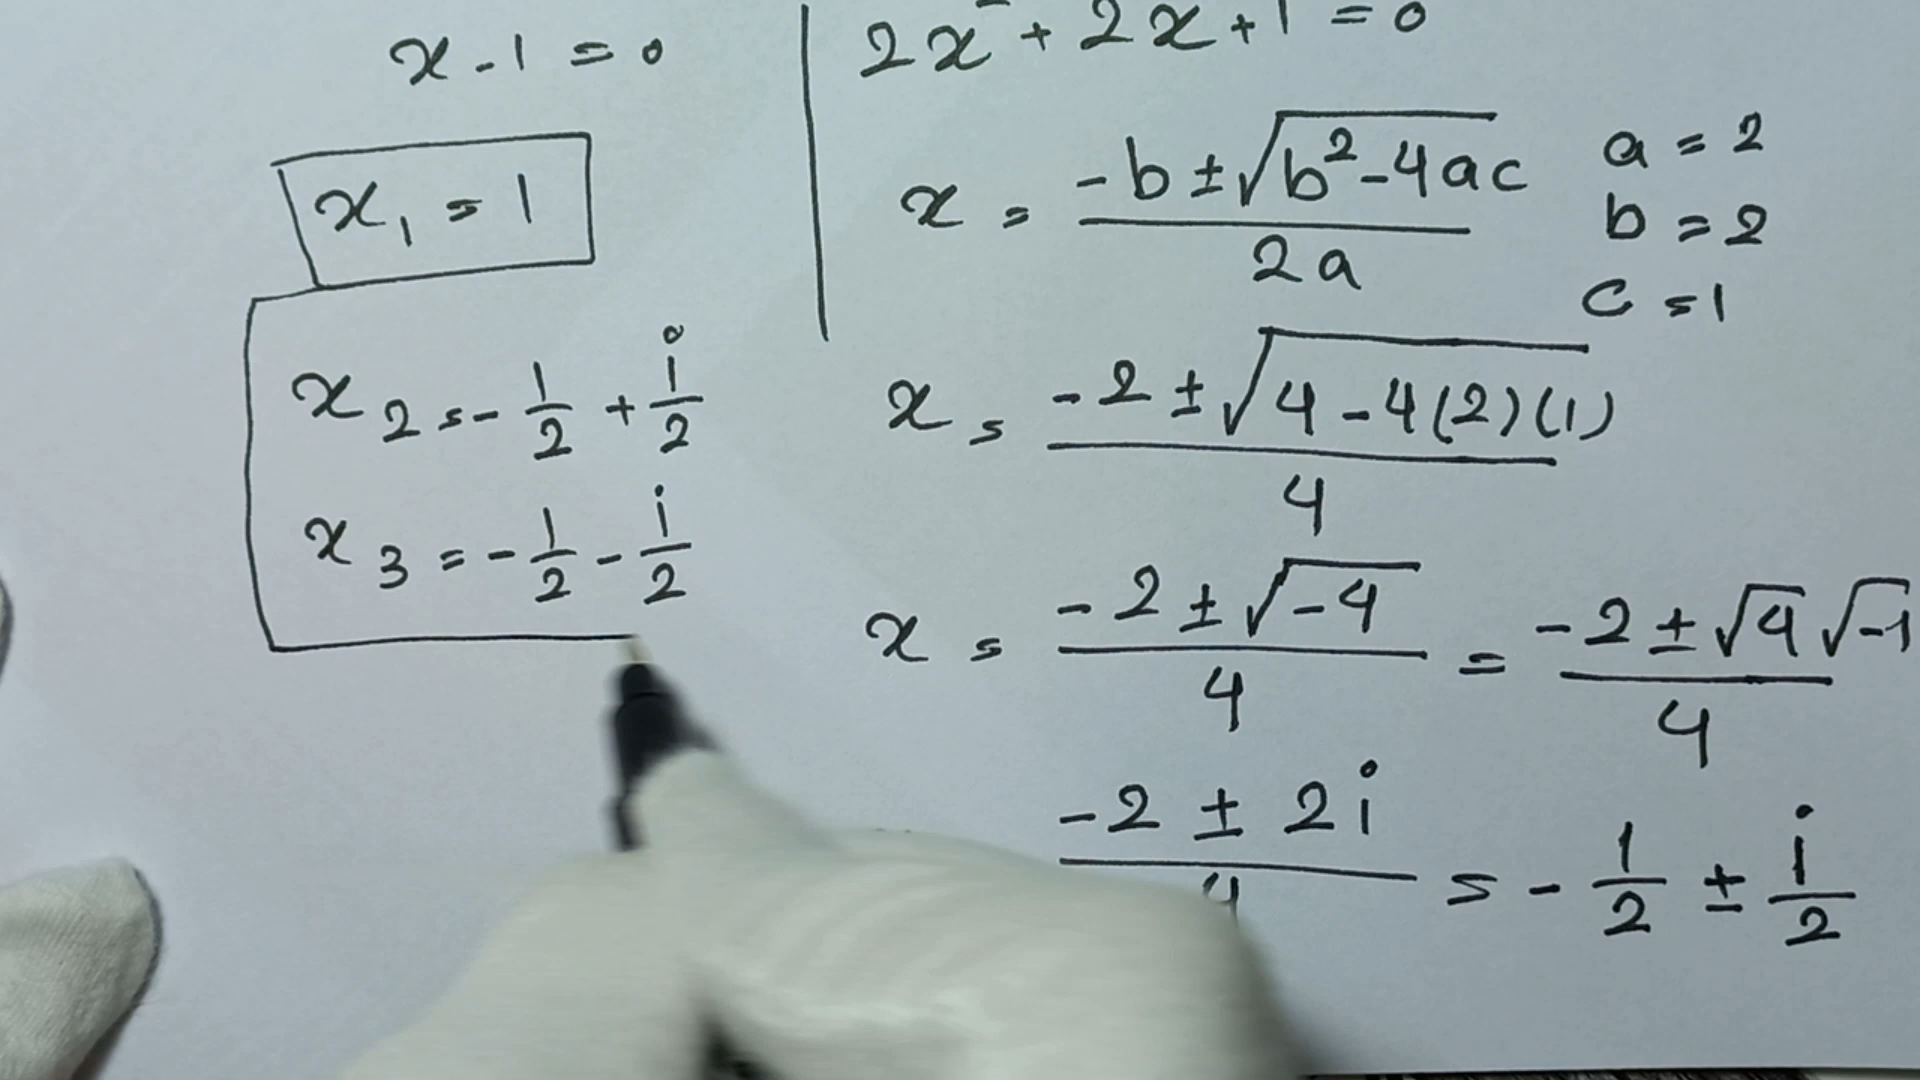 x - 1 = 0
x₁ = 1
x₂ = - 1/2 + i/2
x₃ = - 1/2 - i/2
2x² + 2x + 1 = 0
x = (-b ± √(b² - 4ac)) / 2a
a = 2
b = 2
c = 1
x = (-2 ± √(4 - 4(2)(1))) / 4
x = (-2 ± √-4) / 4 = (-2 ± √4 √-1) / 4
(-2 ± 2i) / 4 = - 1/2 ± i/2